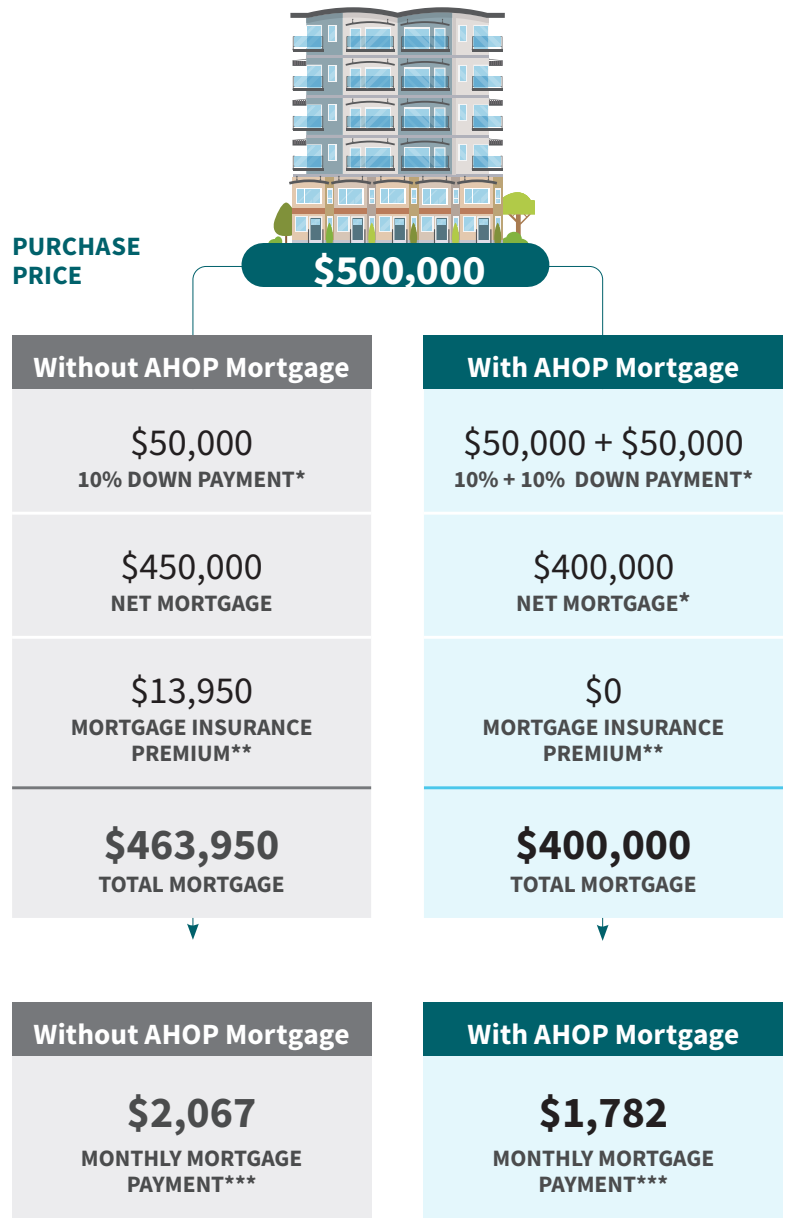 PURCHASE
PRICE
$500,000
Without AHOP Mortgage
$50,000
10% DOWN PAYMENT*
$450,000
NET MORTGAGE
$13,950
MORTGAGE INSURANCE
PREMIUM**
$463,950
TOTAL MORTGAGE
With AHOP Mortgage
$50,000 + $50,000
10% + 10% DOWN PAYMENT*
$400,000
NET MORTGAGE*
$0
MORTGAGE INSURANCE
PREMIUM**
$400,000
TOTAL MORTGAGE
Without AHOP Mortgage
$2,067
MONTHLY MORTGAGE
PAYMENT***
With AHOP Mortgage
$1,782
MONTHLY MORTGAGE
PAYMENT***